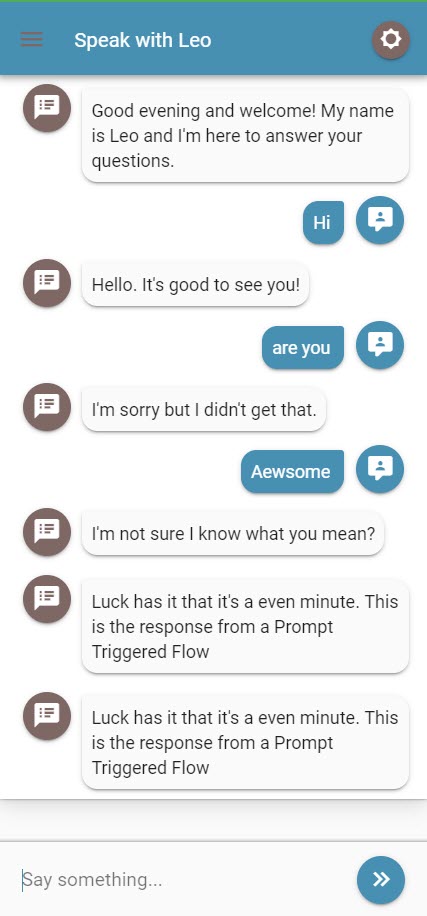 Speak with Leo
Good evening and welcome! My name
is Leo and I'm here to answer your
questions.
Hi
Hello. It's good to see you!
are you
I'm sorry but I didn't get that.
Aewsome
I'm not sure I know what you mean?
Luck has it that it's a even minute. This
is the response from a Prompt
Triggered Flow
Luck has it that it's a even minute. This
is the response from a Prompt
Triggered Flow
Say something...